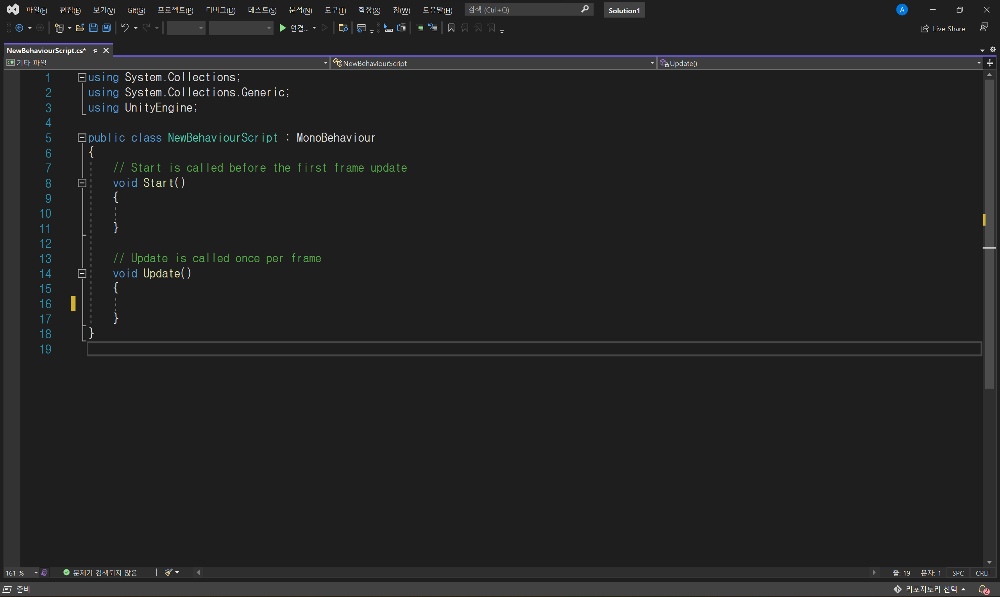 파일(F) 편집(E) 보기(V) Git(G) 프로젝트(P) 디버그(D) 테스트(S) 분석(N) 도구(T) 확장(X) 창(W) 도움말(H) 검색 (Ctrl+Q) Solution1 A
연결... Live Share
NewBehaviourScript.cs*
C# 기타 파일 NewBehaviourScript Update()
1 using System.Collections;
2 using System.Collections.Generic;
3 using UnityEngine;
4
5 public class NewBehaviourScript : MonoBehaviour
6 {
7 // Start is called before the first frame update
8 void Start()
9 {
10
11 }
12
13 // Update is called once per frame
14 void Update()
15 {
16
17 }
18 }
19
161 % 문제가 검색되지 않음 줄: 19 문자: 1 SPC CRLF
준비 리포지토리 선택 2